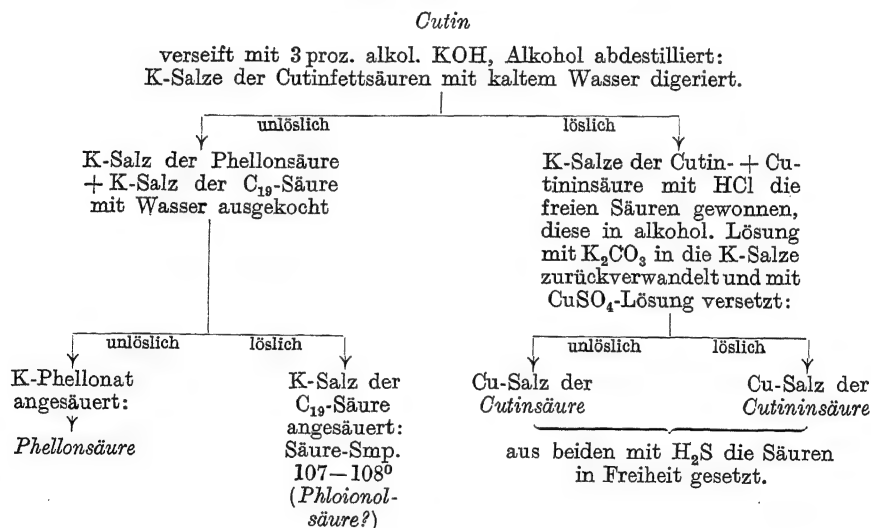 Cutin
verseift mit 3 proz. alkol. KOH, Alkohol abdestilliert:
K-Salze der Cutinfettsäuren mit kaltem Wasser digeriert.
unlöslich
löslich
K-Salz der Phellonsäure
+ K-Salz der C₁₉-Säure
mit Wasser ausgekocht
K-Salze der Cutin- + Cu-
tininsäure mit HCl die
freien Säuren gewonnen,
diese in alkohol. Lösung
mit K₂CO₃ in die K-Salze
zurückverwandelt und mit
CuSO₄-Lösung versetzt:
unlöslich
löslich
K-Phellonat
angesäuert:
Phellonsäure
K-Salz der
C₁₉-Säure
angesäuert:
Säure-Smp.
107—108⁰
(Phloionol-
säure?)
unlöslich
löslich
Cu-Salz der
Cutinsäure
Cu-Salz der
Cutininsäure
aus beiden mit H₂S die Säuren
in Freiheit gesetzt.